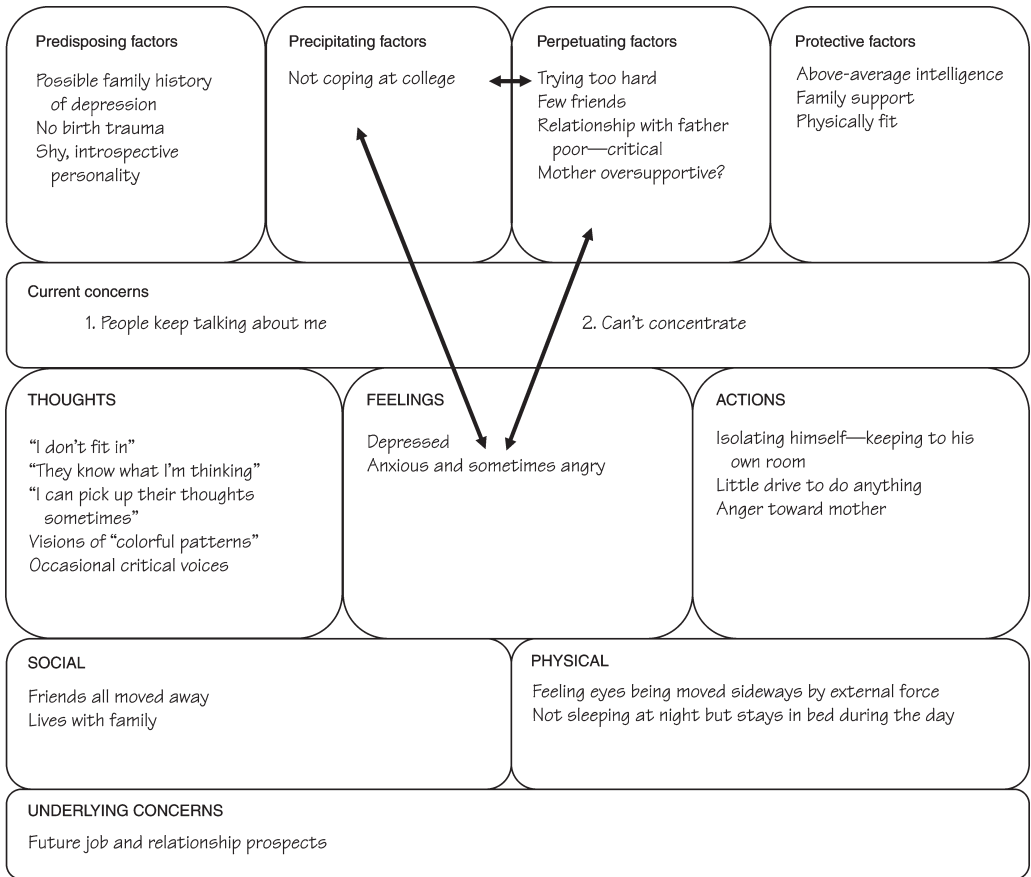 Predisposing factors
Possible family history
of depression
No birth trauma
Shy, introspective
personality
Precipitating factors
Not coping at college
Perpetuating factors
Trying too hard
Few friends
Relationship with father
poor—critical
Mother oversupportive?
Protective factors
Above-average intelligence
Family support
Physically fit
Current concerns
1. People keep talking about me
2. Can't concentrate
THOUGHTS
“I don't fit in”
“They know what I'm thinking”
“I can pick up their thoughts
sometimes”
Visions of “colorful patterns”
Occasional critical voices
FEELINGS
Depressed
Anxious and sometimes angry
ACTIONS
Isolating himself—keeping to his
own room
Little drive to do anything
Anger toward mother
SOCIAL
Friends all moved away
Lives with family
PHYSICAL
Feeling eyes being moved sideways by external force
Not sleeping at night but stays in bed during the day
UNDERLYING CONCERNS
Future job and relationship prospects